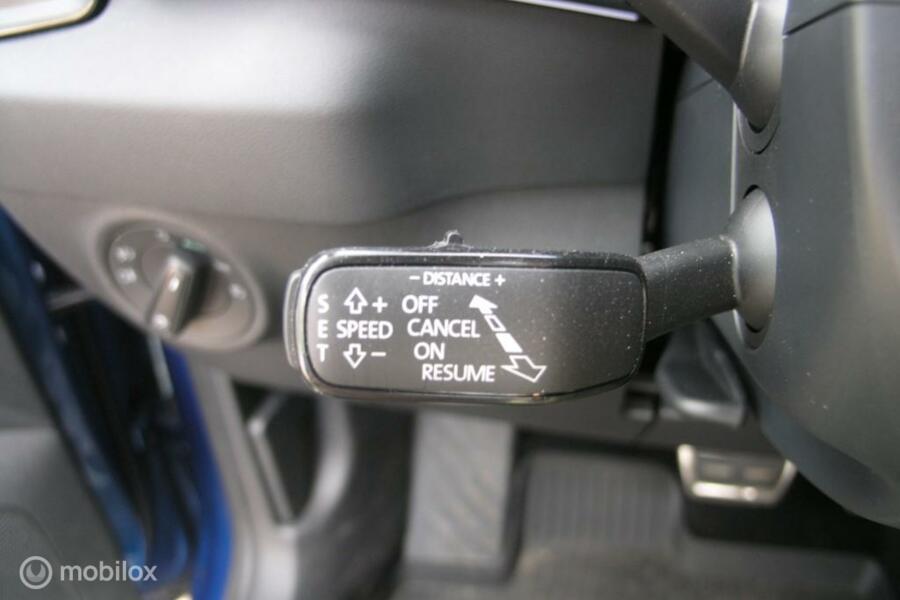 − DISTANCE +
S ⇧ + OFF
E SPEED CANCEL
T ⇩ − ON
RESUME
mobilox